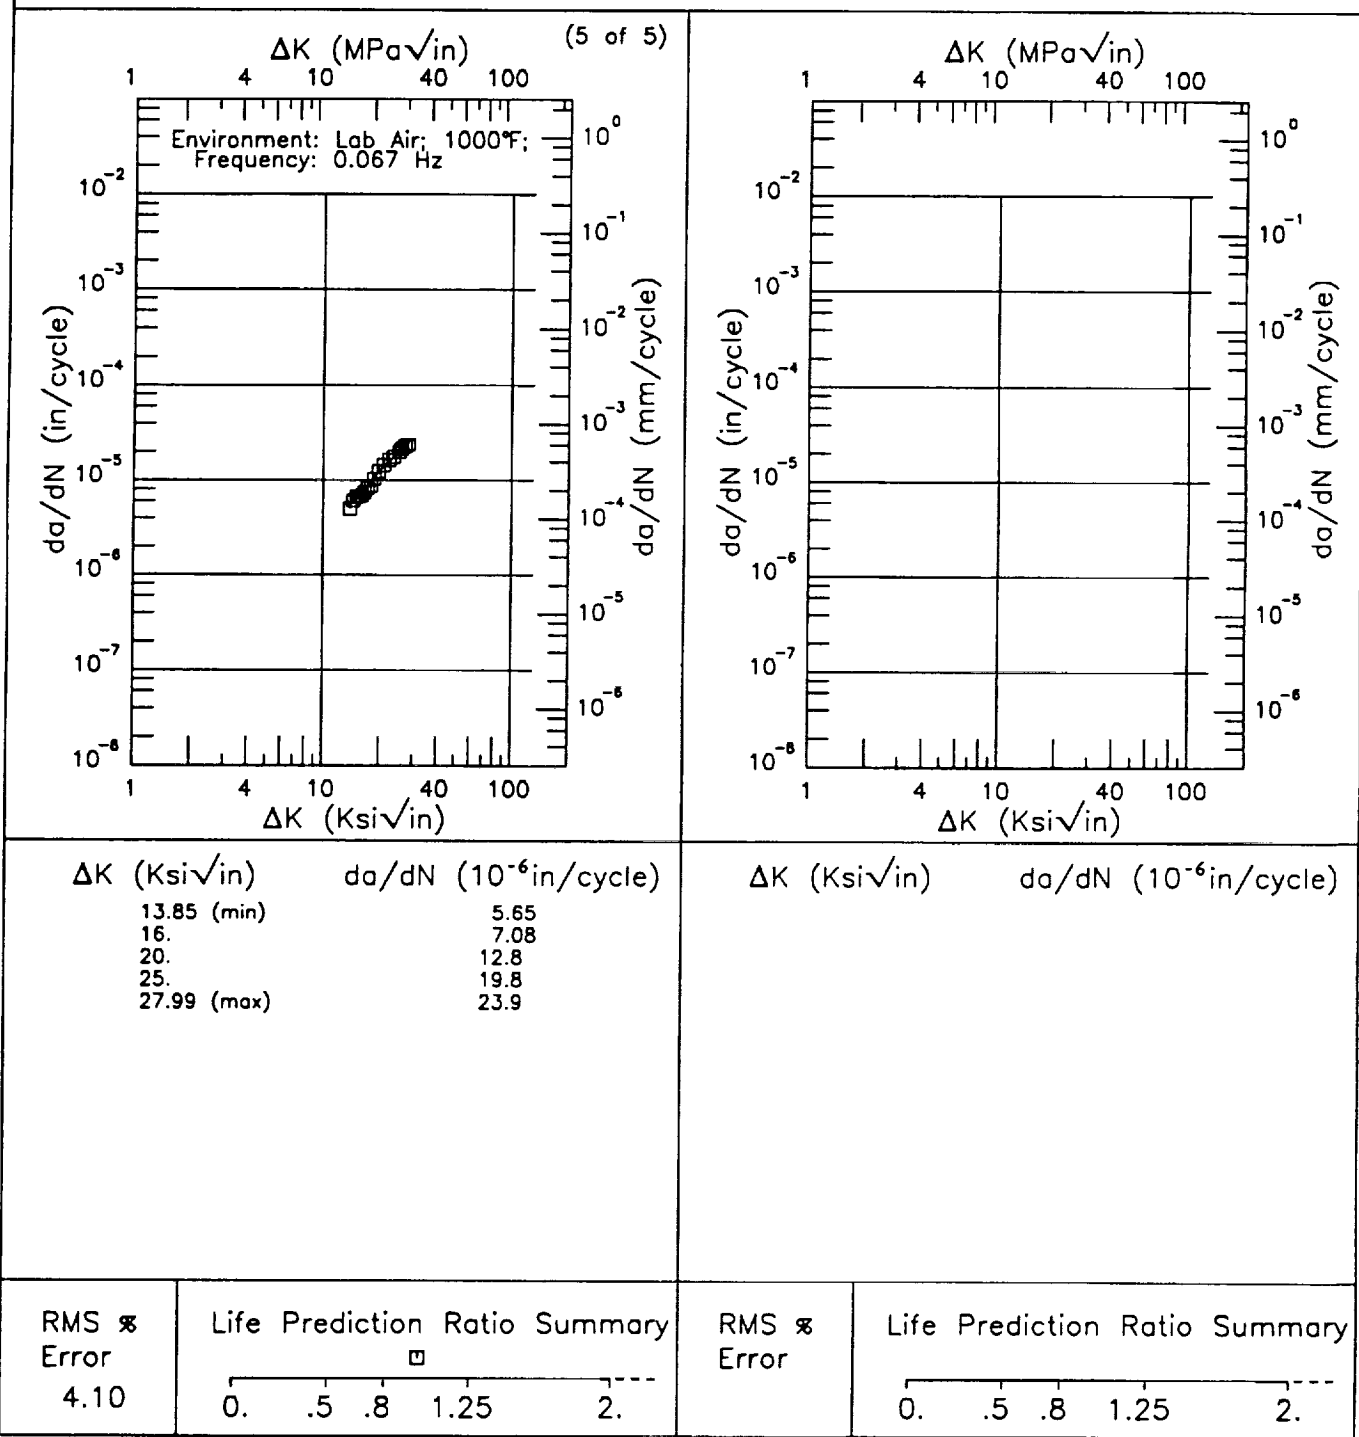 (5 of 5)
ΔK (MPa√in)
1 4 10 40 100
Environment: Lab Air; 1000°F;
Frequency: 0.067 Hz
da/dN (in/cycle)
10⁻²
10⁻³
10⁻⁴
10⁻⁵
10⁻⁶
10⁻⁷
10⁻⁸
da/dN (mm/cycle)
10⁰
10⁻¹
10⁻²
10⁻³
10⁻⁴
10⁻⁵
10⁻⁶
1 4 10 40 100
ΔK (Ksi√in)
ΔK (MPa√in)
1 4 10 40 100
da/dN (in/cycle)
10⁻²
10⁻³
10⁻⁴
10⁻⁵
10⁻⁶
10⁻⁷
10⁻⁸
da/dN (mm/cycle)
10⁰
10⁻¹
10⁻²
10⁻³
10⁻⁴
10⁻⁵
10⁻⁶
1 4 10 40 100
ΔK (Ksi√in)
ΔK (Ksi√in) da/dN (10⁻⁶in/cycle)
13.85 (min) 5.65
16. 7.08
20. 12.8
25. 19.8
27.99 (max) 23.9
ΔK (Ksi√in) da/dN (10⁻⁶in/cycle)
RMS %
Error
4.10
Life Prediction Ratio Summary
0. .5 .8 1.25 2.
RMS %
Error
Life Prediction Ratio Summary
0. .5 .8 1.25 2.